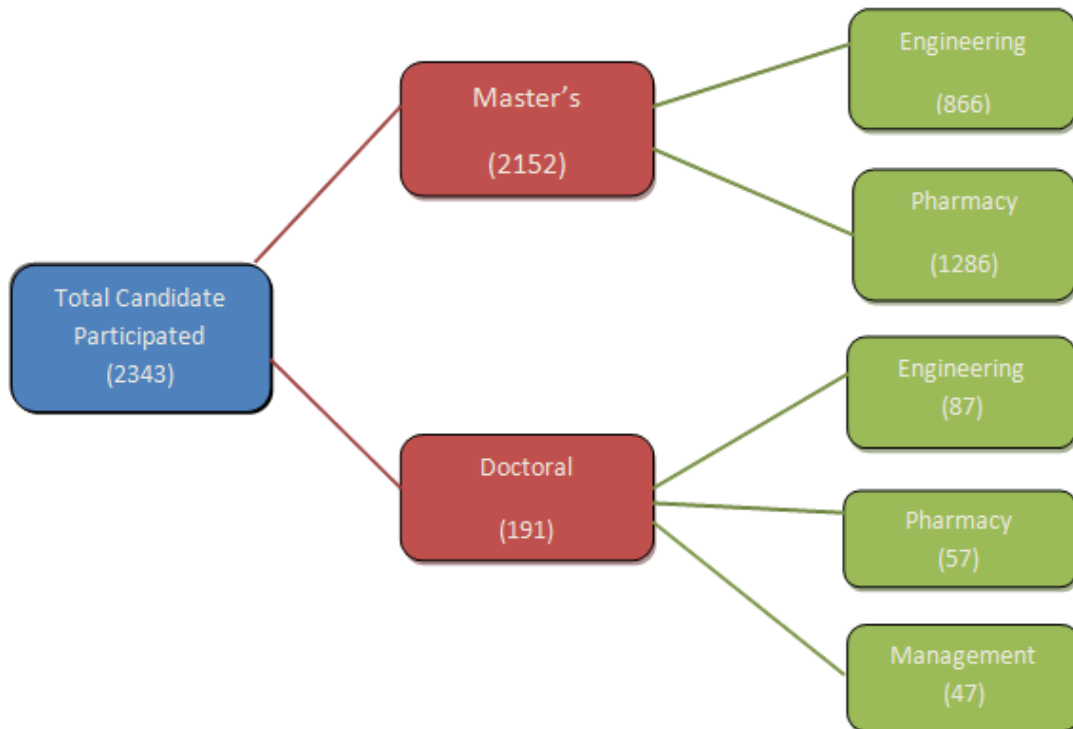 Total Candidate
Participated
(2343)
Master's
(2152)
Doctoral
(191)
Engineering
(866)
Pharmacy
(1286)
Engineering
(87)
Pharmacy
(57)
Management
(47)